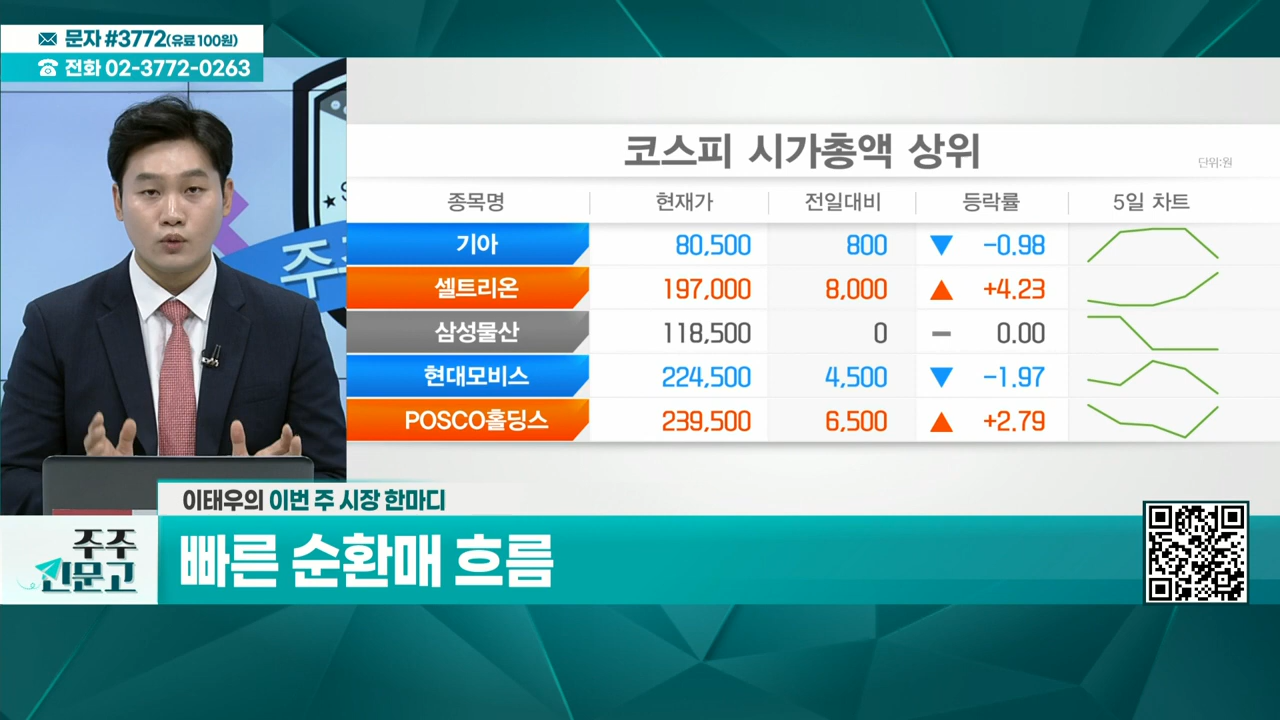 문자 #3772(유료 100원)
전화 02-3772-0263
코스피 시가총액 상위
단위:원
종목명 현재가 전일대비 등락률 5일 차트
기아 80,500 800 ▼ -0.98
셀트리온 197,000 8,000 ▲ +4.23
삼성물산 118,500 0 - 0.00
현대모비스 224,500 4,500 ▼ -1.97
POSCO홀딩스 239,500 6,500 ▲ +2.79
이태우의 이번 주 시장 한마디
빠른 순환매 흐름
주주
신문고